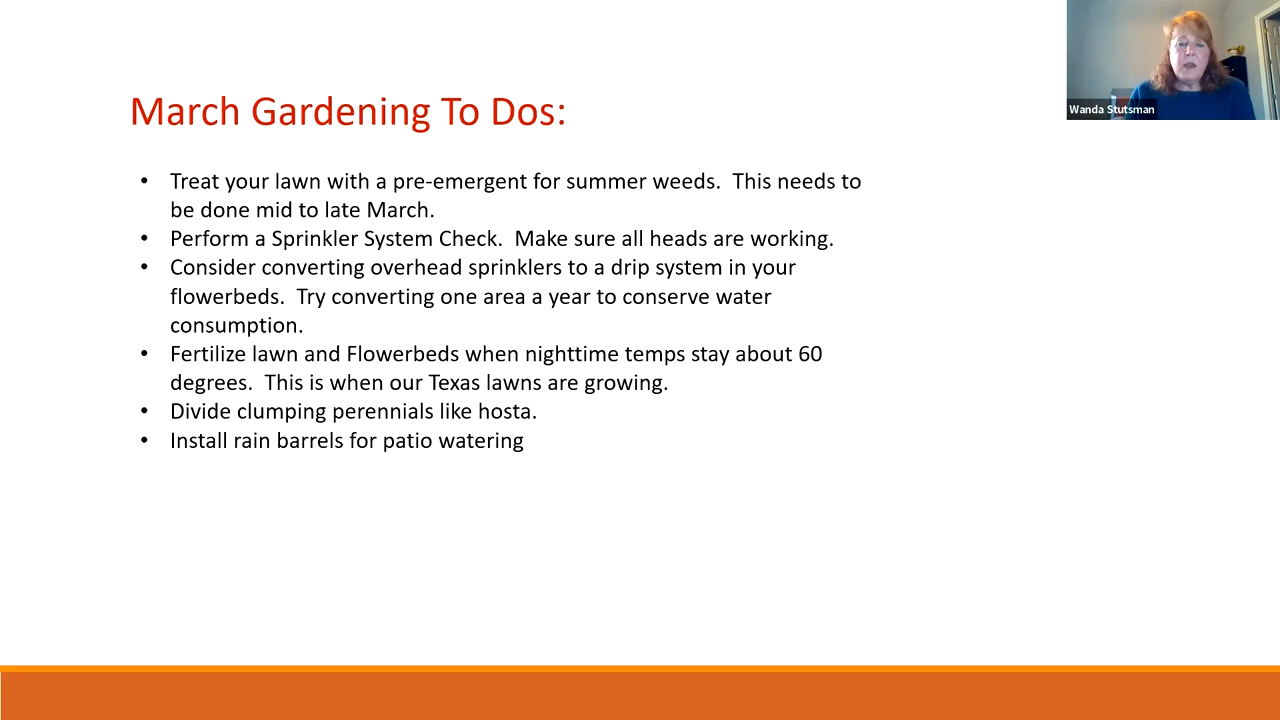 March Gardening To Dos:
• Treat your lawn with a pre-emergent for summer weeds.  This needs to
be done mid to late March.
• Perform a Sprinkler System Check.  Make sure all heads are working.
• Consider converting overhead sprinklers to a drip system in your
flowerbeds.  Try converting one area a year to conserve water
consumption.
• Fertilize lawn and Flowerbeds when nighttime temps stay about 60
degrees.  This is when our Texas lawns are growing.
• Divide clumping perennials like hosta.
• Install rain barrels for patio watering
Wanda Stutsman